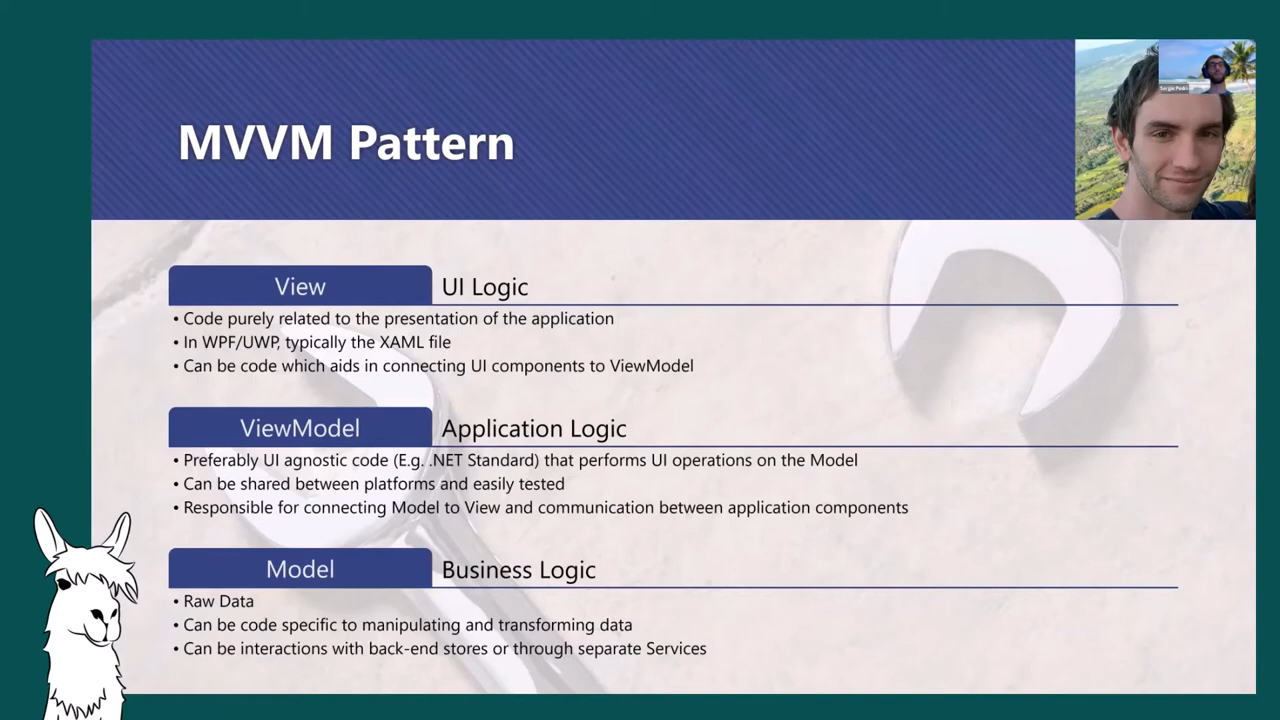 MVVM Pattern
View UI Logic
• Code purely related to the presentation of the application
• In WPF/UWP, typically the XAML file
• Can be code which aids in connecting UI components to ViewModel
ViewModel Application Logic
• Preferably UI agnostic code (E.g. .NET Standard) that performs UI operations on the Model
• Can be shared between platforms and easily tested
• Responsible for connecting Model to View and communication between application components
Model Business Logic
• Raw Data
• Can be code specific to manipulating and transforming data
• Can be interactions with back-end stores or through separate Services